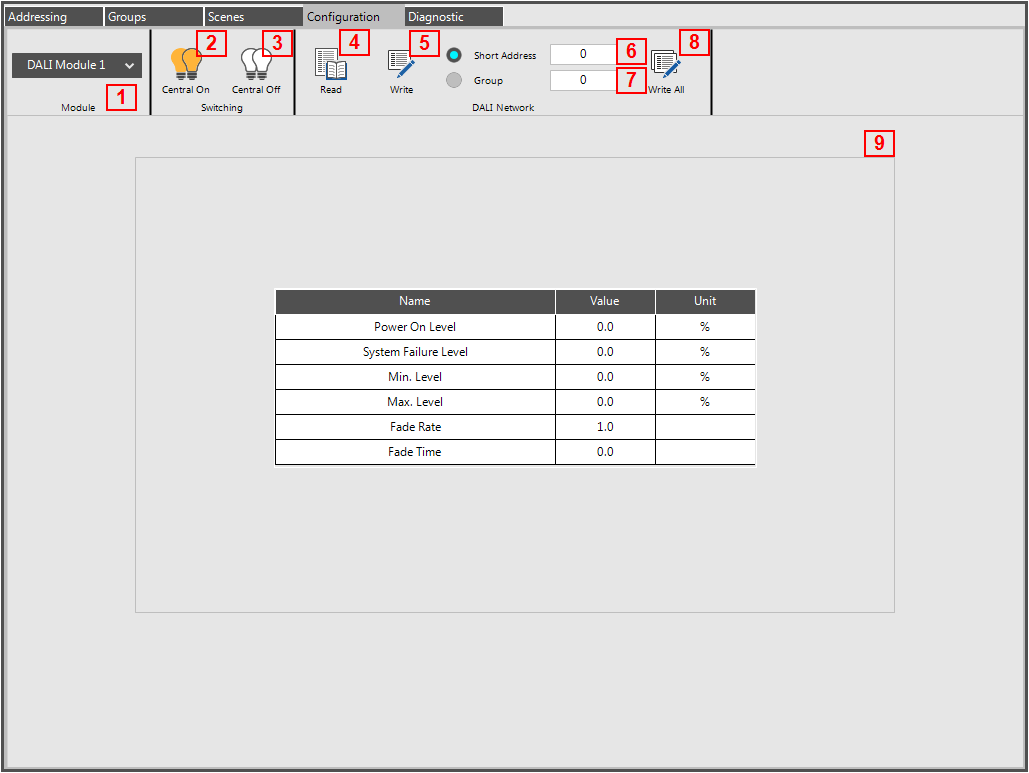 Addressing Groups Scenes Configuration Diagnostic
DALI Module 1
1
Module
2
3
Central On Central Off
Switching
4
5
Read Write
Short Address 0 6
Group 0 7
8
Write All
DALI Network
9
Name Value Unit
Power On Level 0.0 %
System Failure Level 0.0 %
Min. Level 0.0 %
Max. Level 0.0 %
Fade Rate 1.0
Fade Time 0.0